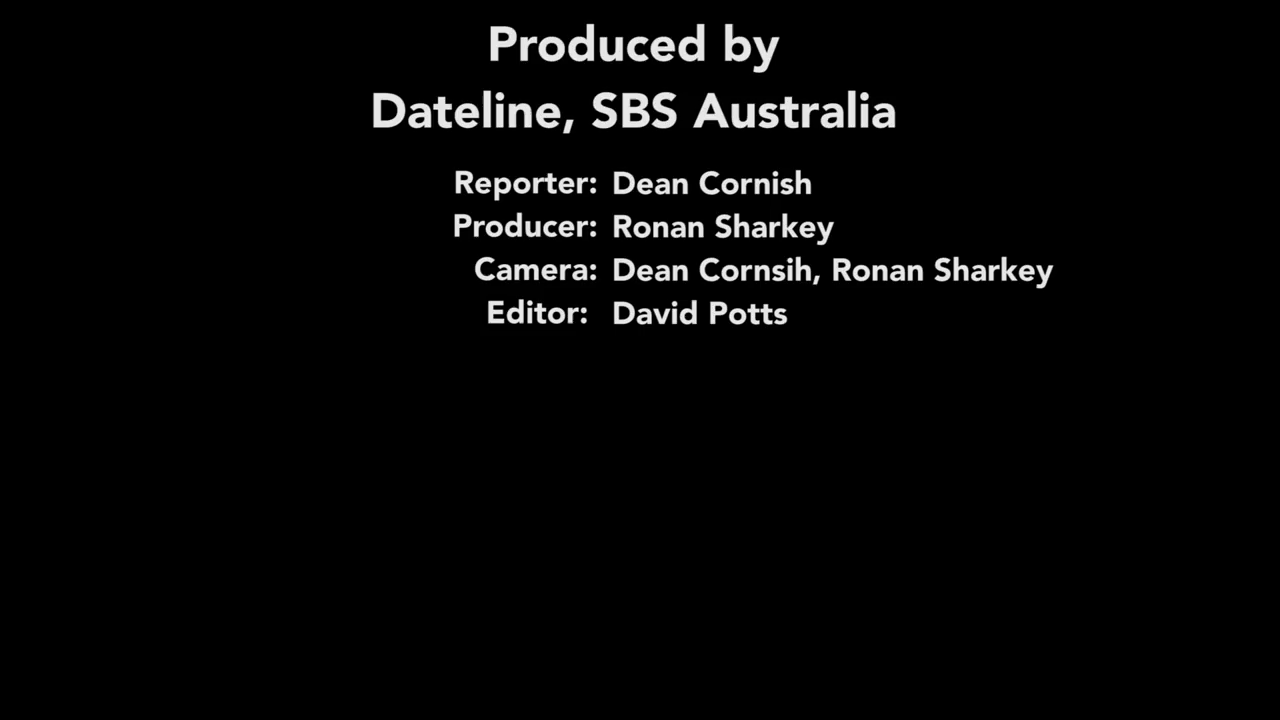 Produced by
Dateline, SBS Australia
Reporter: Dean Cornish
Producer: Ronan Sharkey
Camera: Dean Cornsih, Ronan Sharkey
Editor: David Potts